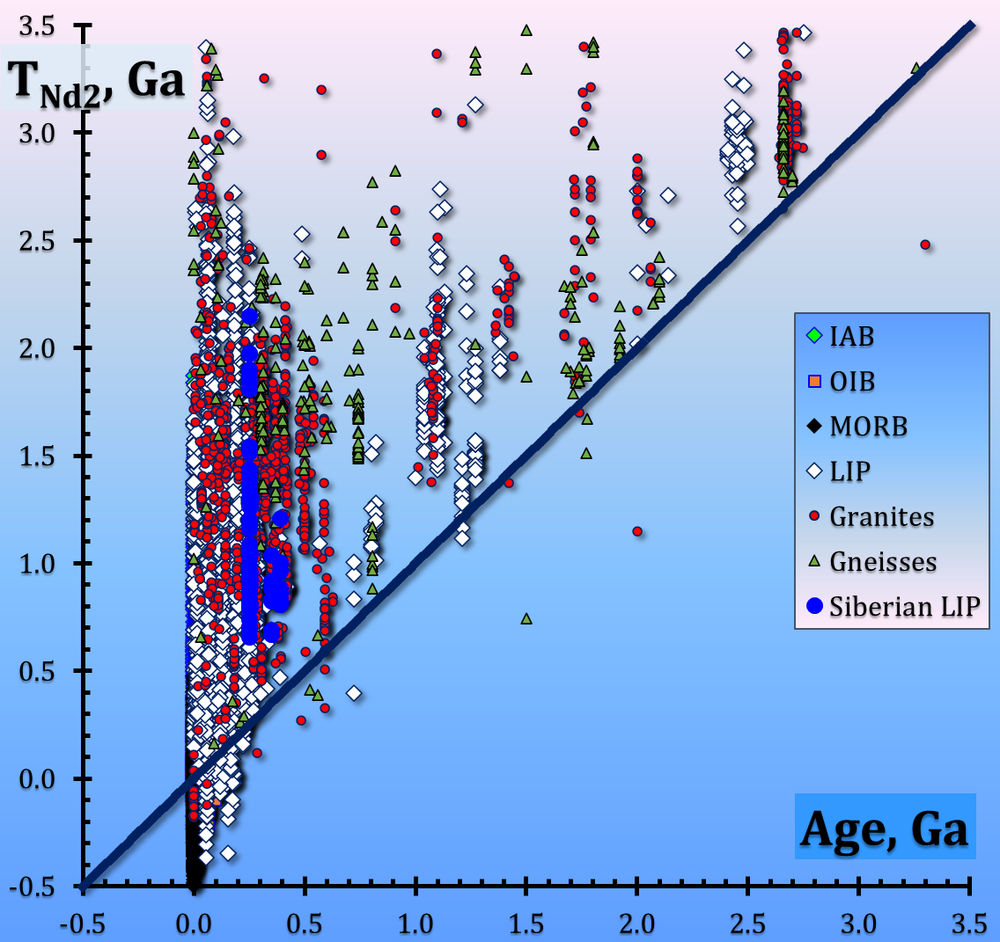 3.5
T_Nd2, Ga
3.0
2.5
2.0
1.5
1.0
0.5
0.0
-0.5
IAB
OIB
MORB
LIP
Granites
Gneisses
Siberian LIP
Age, Ga
-0.5 0.0 0.5 1.0 1.5 2.0 2.5 3.0 3.5